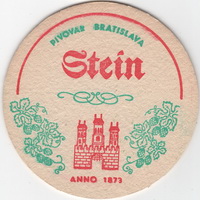 PIVOVAR BRATISLAVA
Stein
ANNO 1873